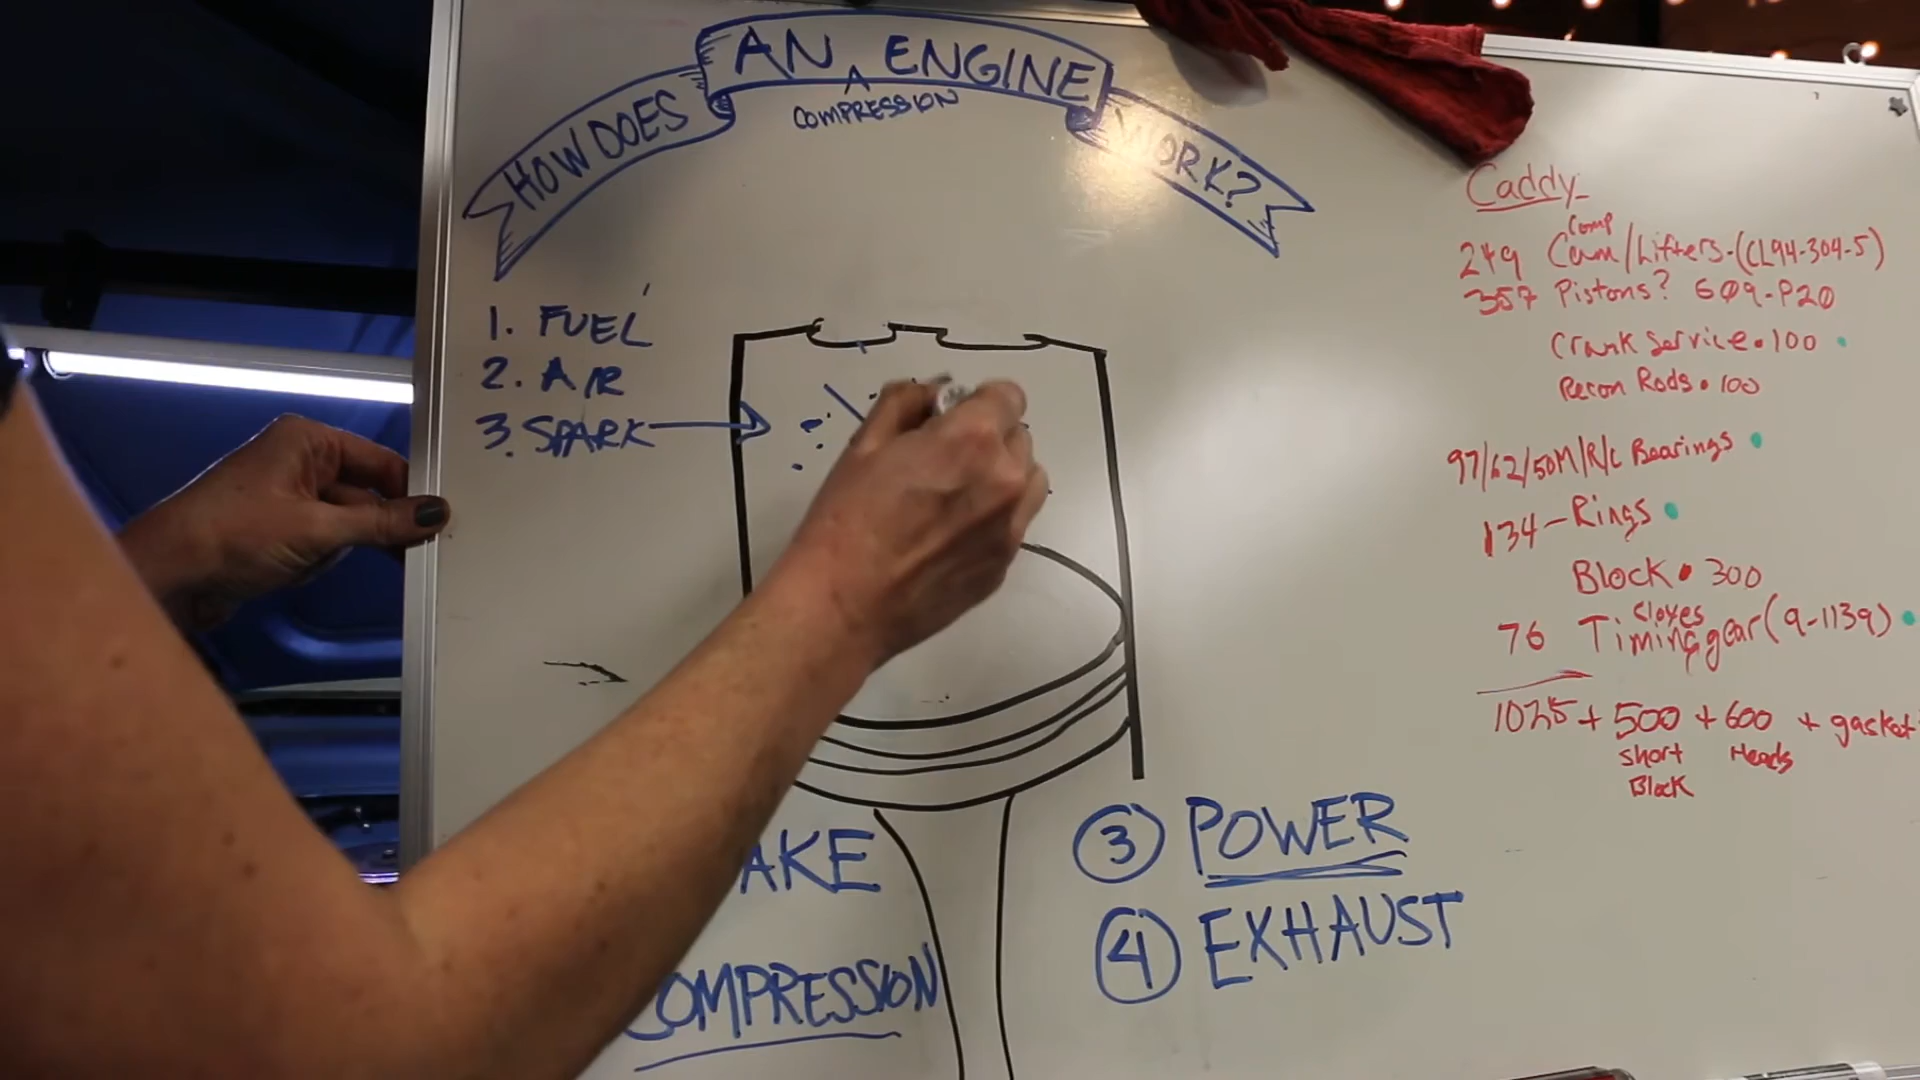 HOW DOES AN ENGINE WORK?
^
COMPRESSION
1. FUEL
2. AIR
3. SPARK
AKE
OMPRESSION
③ POWER
④ EXHAUST
Caddy
Comp
249 Cam/Lifters-(CL94-304-5)
357 Pistons? 609-P20
Crank Service • 100
Recon Rods • 100
97/62/50M/R/C Bearings
134 - Rings
Block • 300
Cloyes
76 Timing gear (9-1139)
1025 + 500 + 600 + gasket
Short Heads
Block